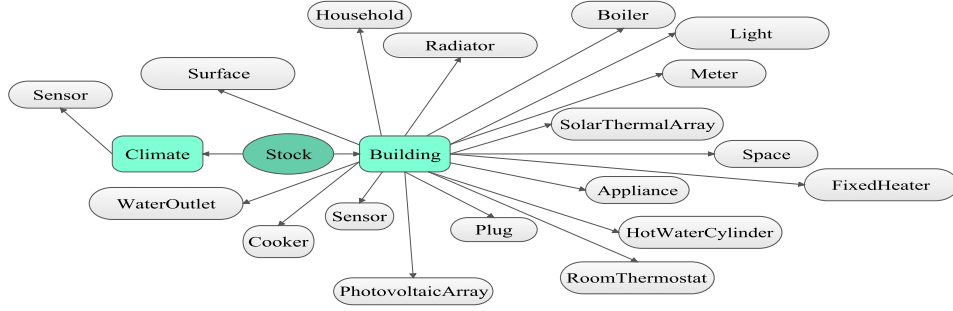 Household
Boiler
Light
Radiator
Surface
Meter
Sensor
SolarThermalArray
Climate
Stock
Building
Space
FixedHeater
Appliance
WaterOutlet
Sensor
Plug
HotWaterCylinder
Cooker
RoomThermostat
PhotovoltaicArray